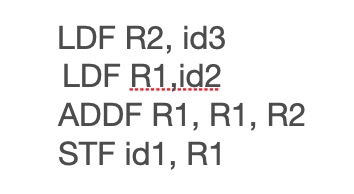 LDF R2, id3
LDF R1,id2
ADDF R1, R1, R2
STF id1, R1